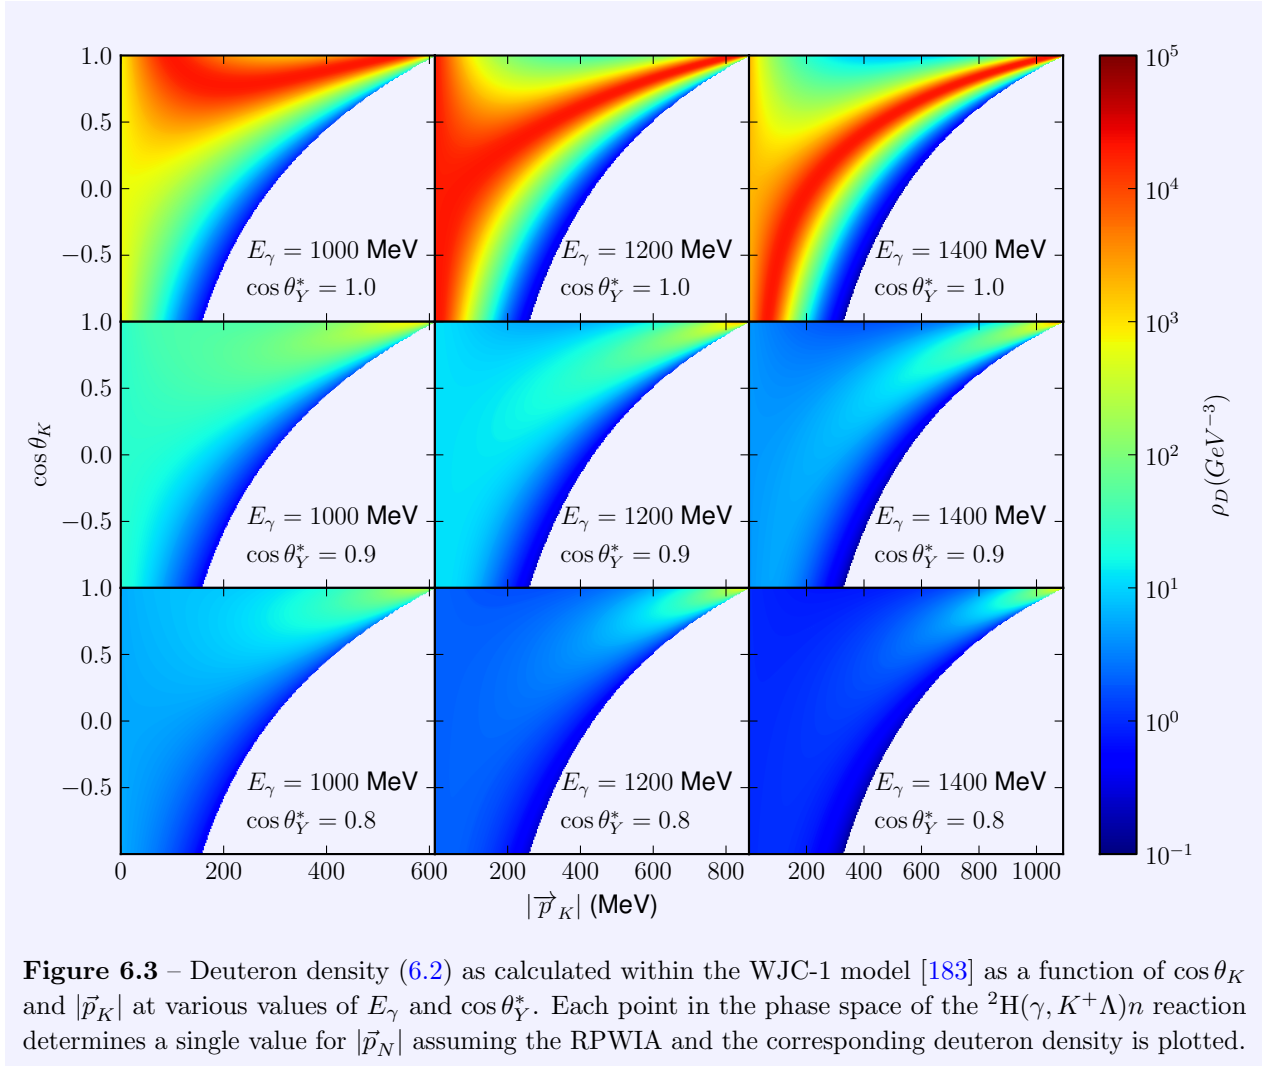 1.0
0.5
0.0
−0.5
E_γ = 1000 MeV
cos θ*_Y = 1.0
E_γ = 1200 MeV
cos θ*_Y = 1.0
E_γ = 1400 MeV
cos θ*_Y = 1.0
1.0
0.5
0.0
−0.5
E_γ = 1000 MeV
cos θ*_Y = 0.9
E_γ = 1200 MeV
cos θ*_Y = 0.9
E_γ = 1400 MeV
cos θ*_Y = 0.9
1.0
0.5
0.0
−0.5
E_γ = 1000 MeV
cos θ*_Y = 0.8
E_γ = 1200 MeV
cos θ*_Y = 0.8
E_γ = 1400 MeV
cos θ*_Y = 0.8
cos θ_K
0 200 400 600 200 400 600 800 200 400 600 800 1000
|p⃗_K| (MeV)
10^5
10^4
10^3
10^2
10^1
10^0
10^−1
ρ_D(GeV^−3)
Figure 6.3 – Deuteron density (6.2) as calculated within the WJC-1 model [183] as a function of cos θ_K
and |p⃗_K| at various values of E_γ and cos θ*_Y. Each point in the phase space of the ²H(γ, K⁺Λ)n reaction
determines a single value for |p⃗_N| assuming the RPWIA and the corresponding deuteron density is plotted.